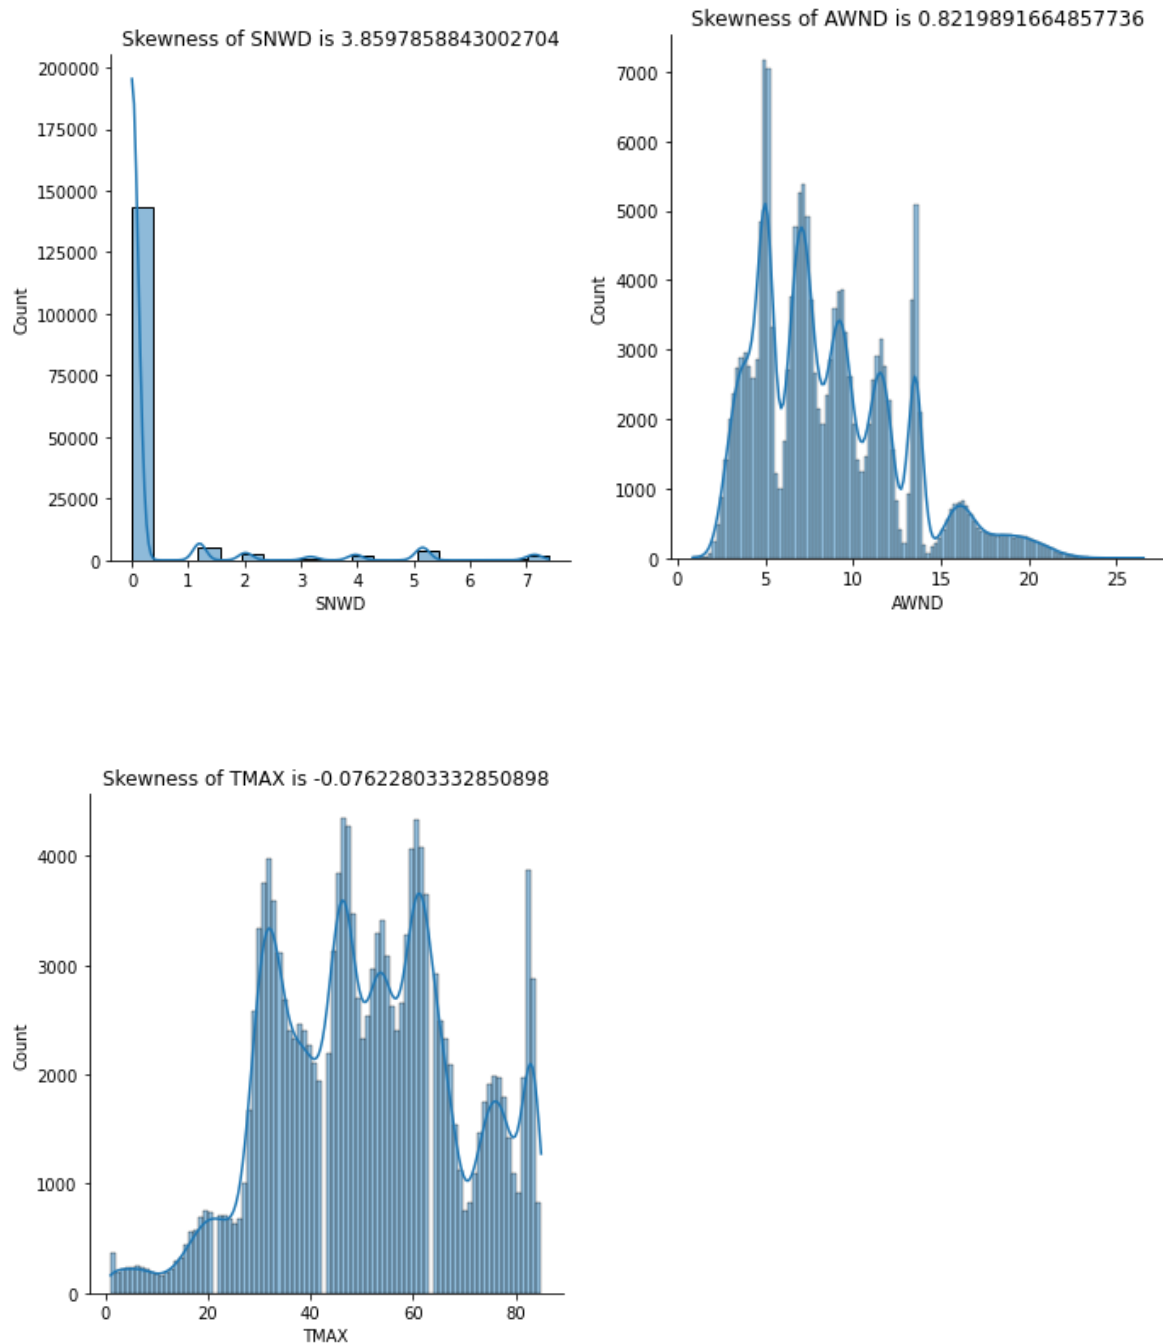 Skewness of SNWD is 3.8597858843002704
200000
175000
150000
125000
100000
75000
50000
25000
0
Count
0 1 2 3 4 5 6 7
SNWD
Skewness of AWND is 0.8219891664857736
7000
6000
5000
4000
3000
2000
1000
0
Count
0 5 10 15 20 25
AWND
Skewness of TMAX is -0.07622803332850898
4000
3000
2000
1000
0
Count
0 20 40 60 80
TMAX